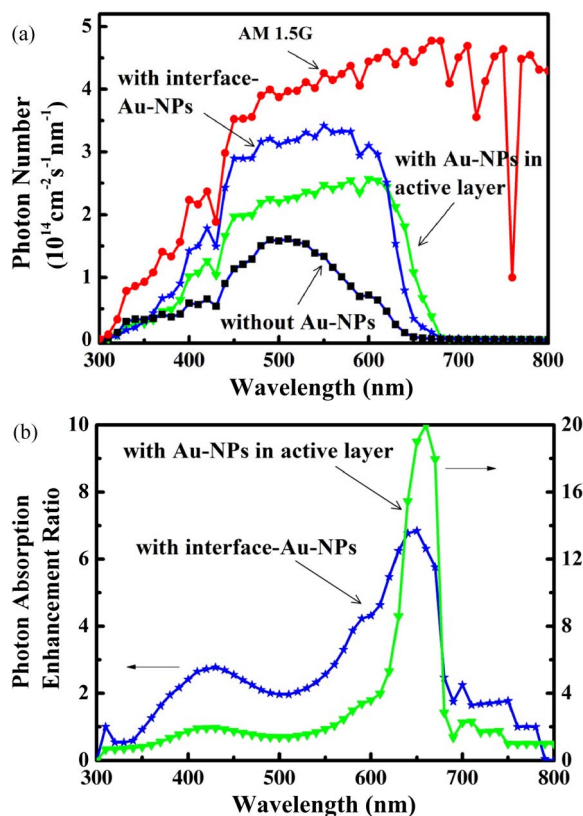 (a)
5
4
3
2
1
0
Photon Number
(10¹⁴cm⁻²s⁻¹nm⁻¹)
AM 1.5G
with interface-
Au-NPs
with Au-NPs in
active layer
without Au-NPs
300 400 500 600 700 800
Wavelength (nm)
(b)
10
8
6
4
2
0
Photon Absorption
Enhancement Ratio
with Au-NPs in active layer
with interface-Au-NPs
20
16
12
8
4
0
300 400 500 600 700 800
Wavelength (nm)